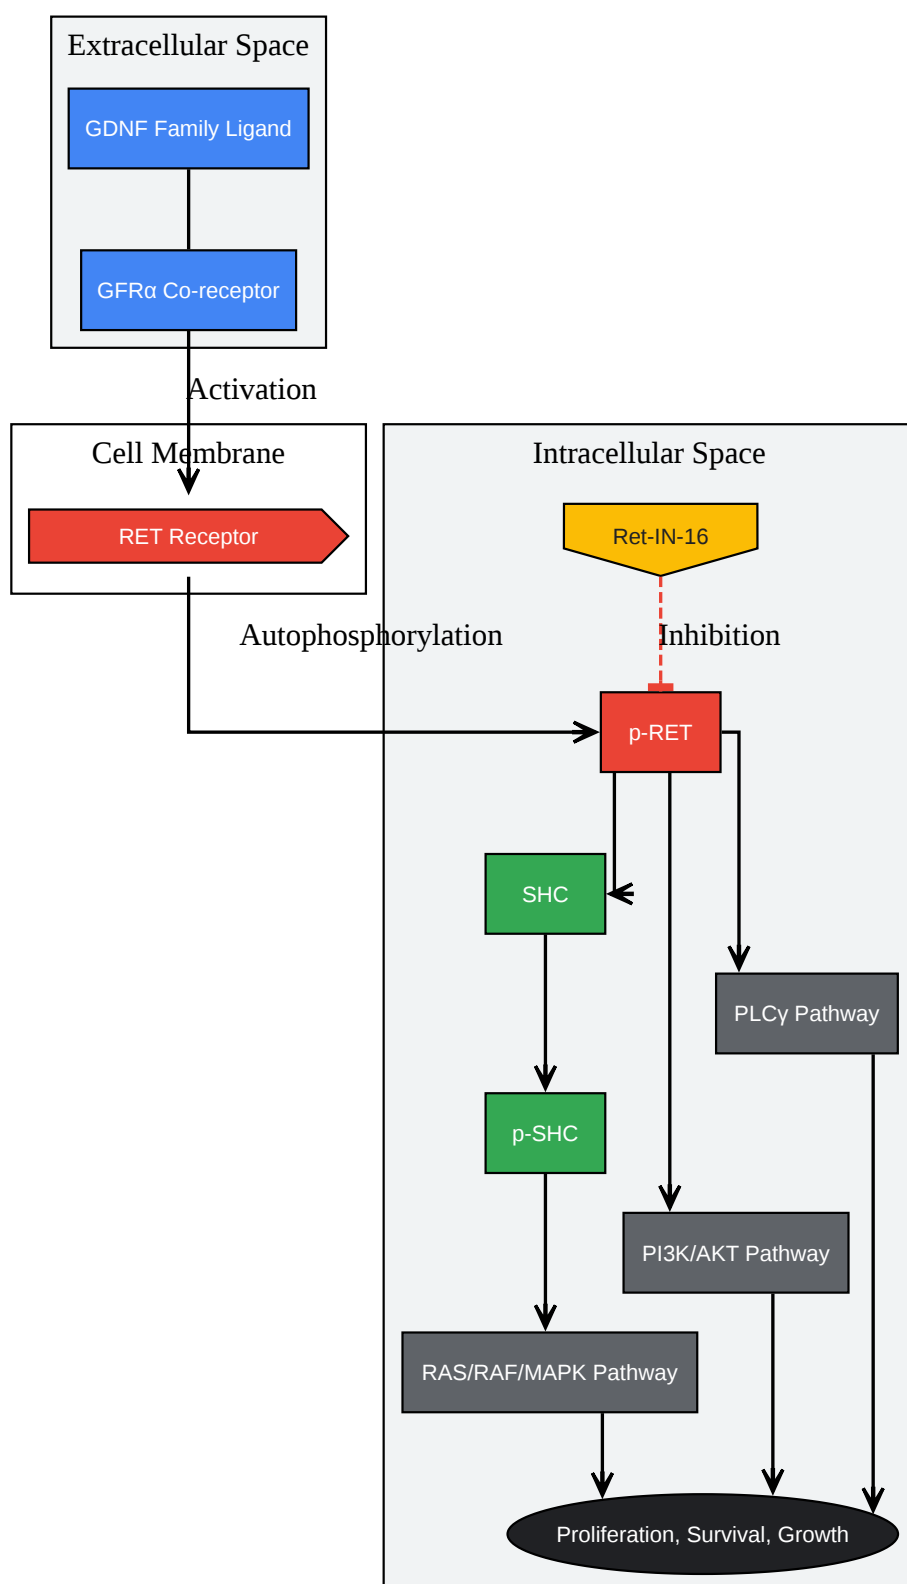 Extracellular Space
GDNF Family Ligand
GFRα Co-receptor
Activation
Cell Membrane
RET Receptor
Intracellular Space
Ret-IN-16
Autophosphorylation
Inhibition
p-RET
SHC
PLCγ Pathway
p-SHC
PI3K/AKT Pathway
RAS/RAF/MAPK Pathway
Proliferation, Survival, Growth